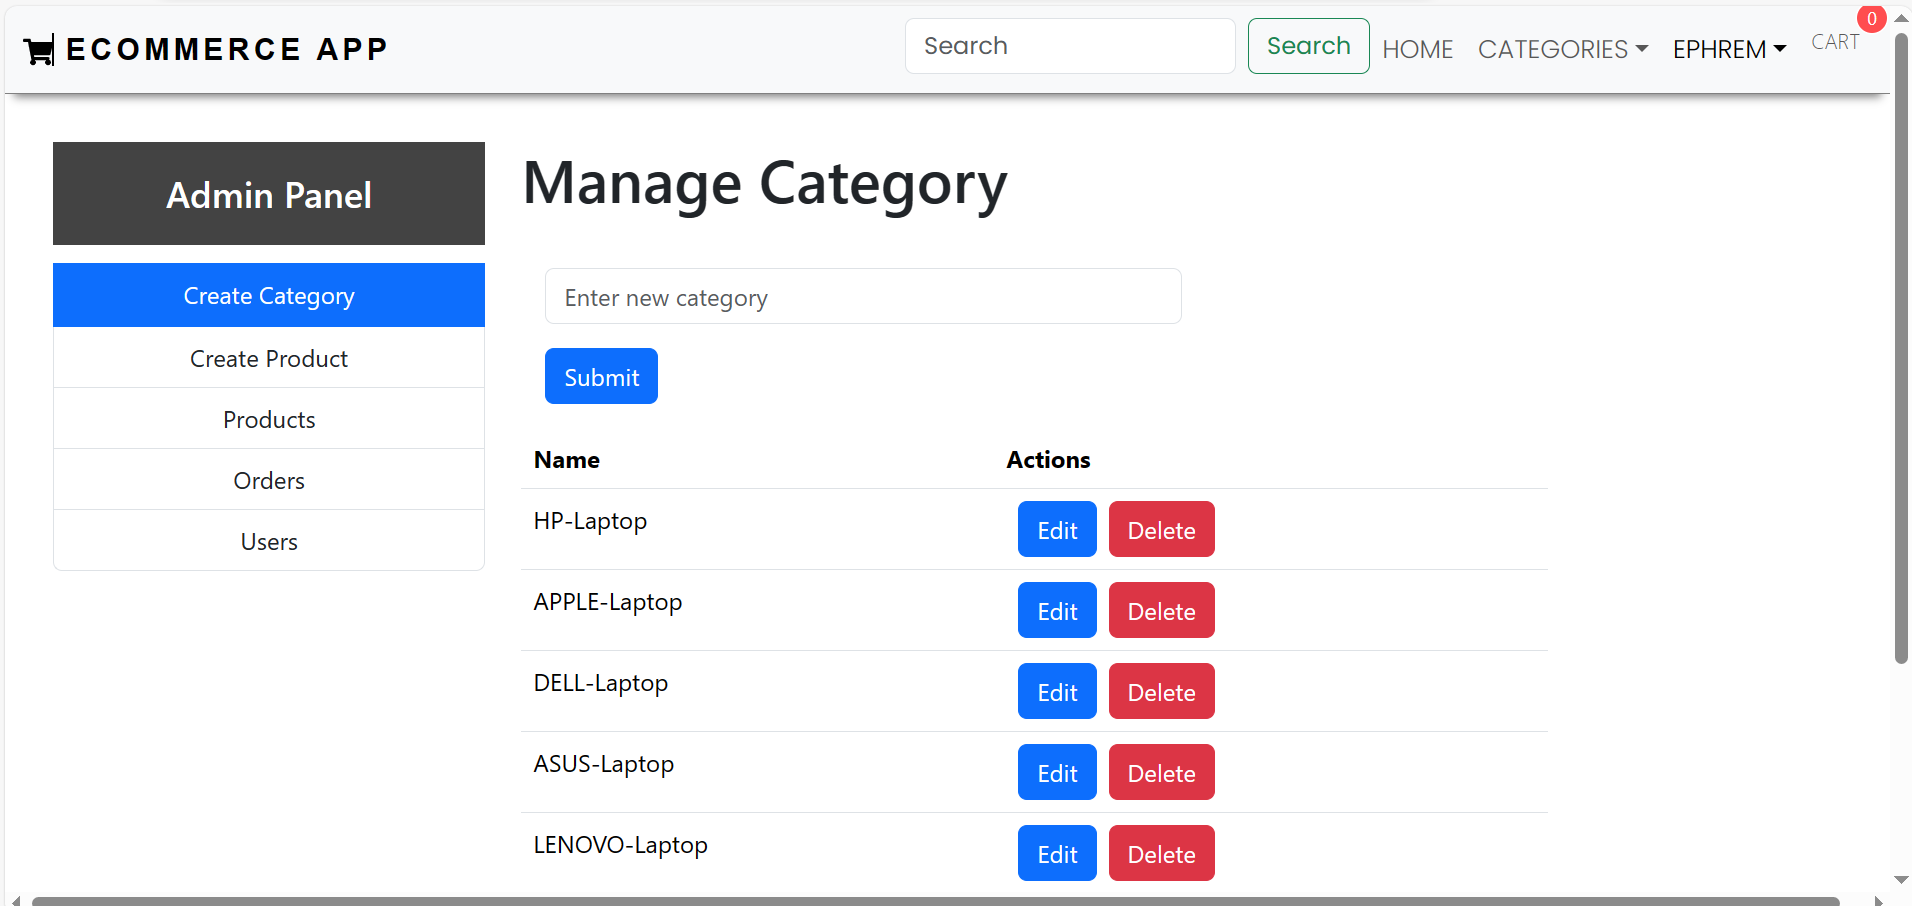 ECOMMERCE APP
Search Search HOME CATEGORIES EPHREM CART 0
Admin Panel
Create Category
Create Product
Products
Orders
Users
Manage Category
Enter new category
Submit
Name Actions
HP-Laptop Edit Delete
APPLE-Laptop Edit Delete
DELL-Laptop Edit Delete
ASUS-Laptop Edit Delete
LENOVO-Laptop Edit Delete